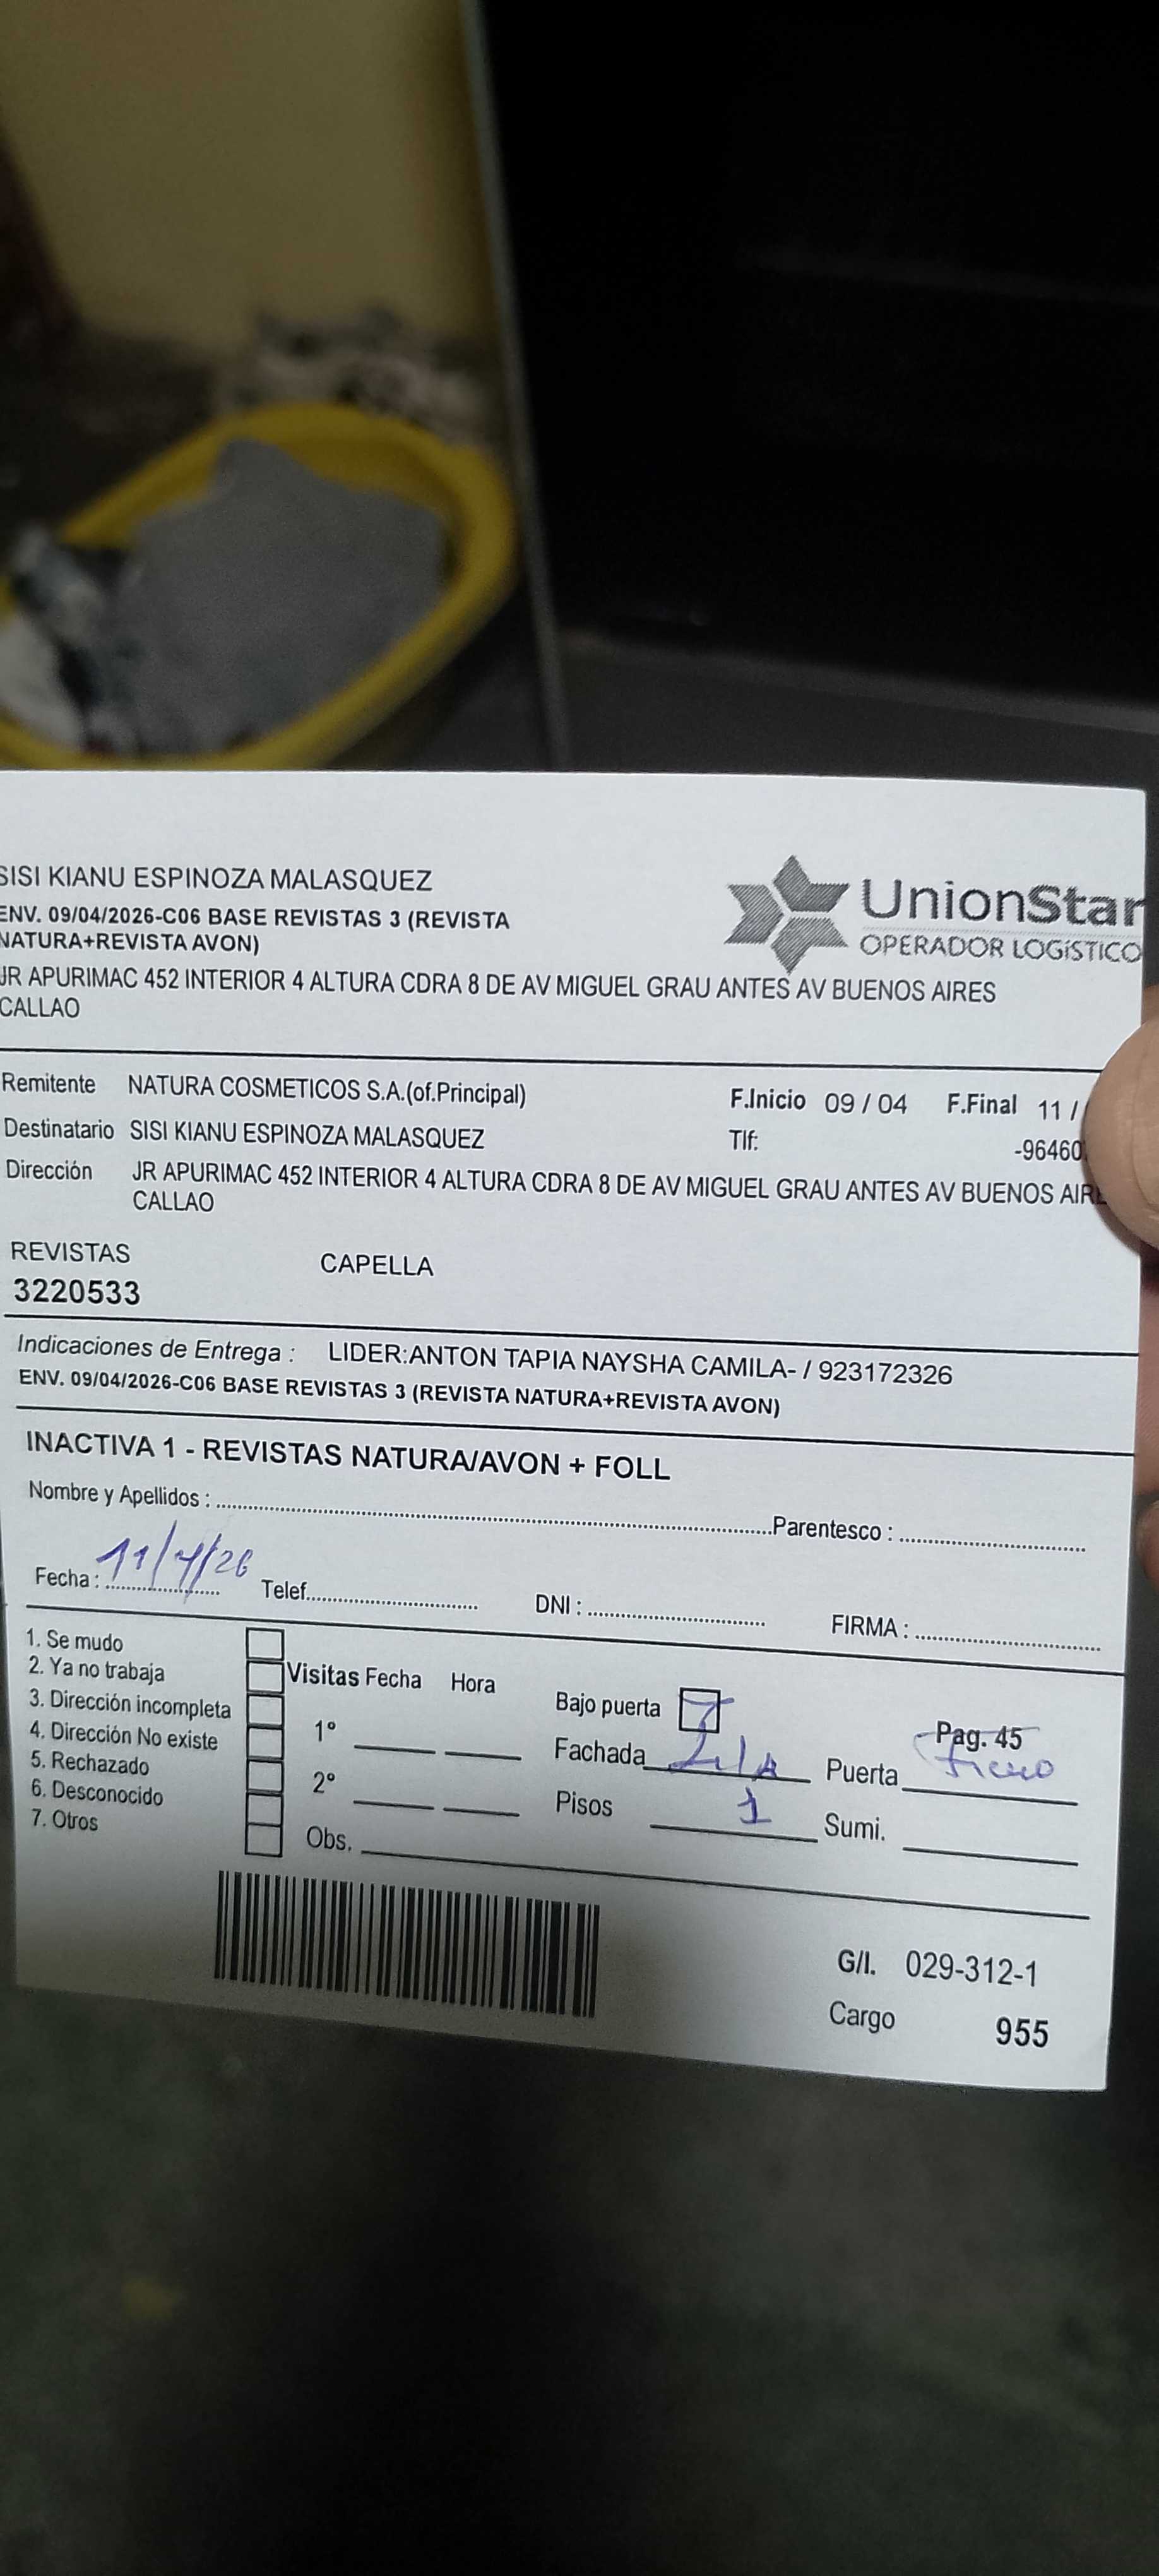 SISI KIANU ESPINOZA MALASQUEZ
ENV. 09/04/2026-C06 BASE REVISTAS 3 (REVISTA
NATURA+REVISTA AVON)
UnionStar
OPERADOR LOGíSTICO
JR APURIMAC 452 INTERIOR 4 ALTURA CDRA 8 DE AV MIGUEL GRAU ANTES AV BUENOS AIRES
CALLAO
Remitente NATURA COSMETICOS S.A.(of.Principal) F.Inicio 09 / 04 F.Final 11 /
Destinatario SISI KIANU ESPINOZA MALASQUEZ Tlf: -96460
Dirección JR APURIMAC 452 INTERIOR 4 ALTURA CDRA 8 DE AV MIGUEL GRAU ANTES AV BUENOS AIRE
CALLAO
REVISTAS CAPELLA
3220533
Indicaciones de Entrega : LIDER:ANTON TAPIA NAYSHA CAMILA- / 923172326
ENV. 09/04/2026-C06 BASE REVISTAS 3 (REVISTA NATURA+REVISTA AVON)
INACTIVA 1 - REVISTAS NATURA/AVON + FOLL
Nombre y Apellidos : Parentesco :
Fecha : 11/4/26 Telef. DNI : FIRMA :
1. Se mudo
2. Ya no trabaja
3. Dirección incompleta
4. Dirección No existe
5. Rechazado
6. Desconocido
7. Otros
Visitas Fecha Hora
1°
2°
Obs.
Bajo puerta Pag. 45
Fachada Lila Puerta fierro
Pisos 1 Sumi.
G/I. 029-312-1
Cargo 955